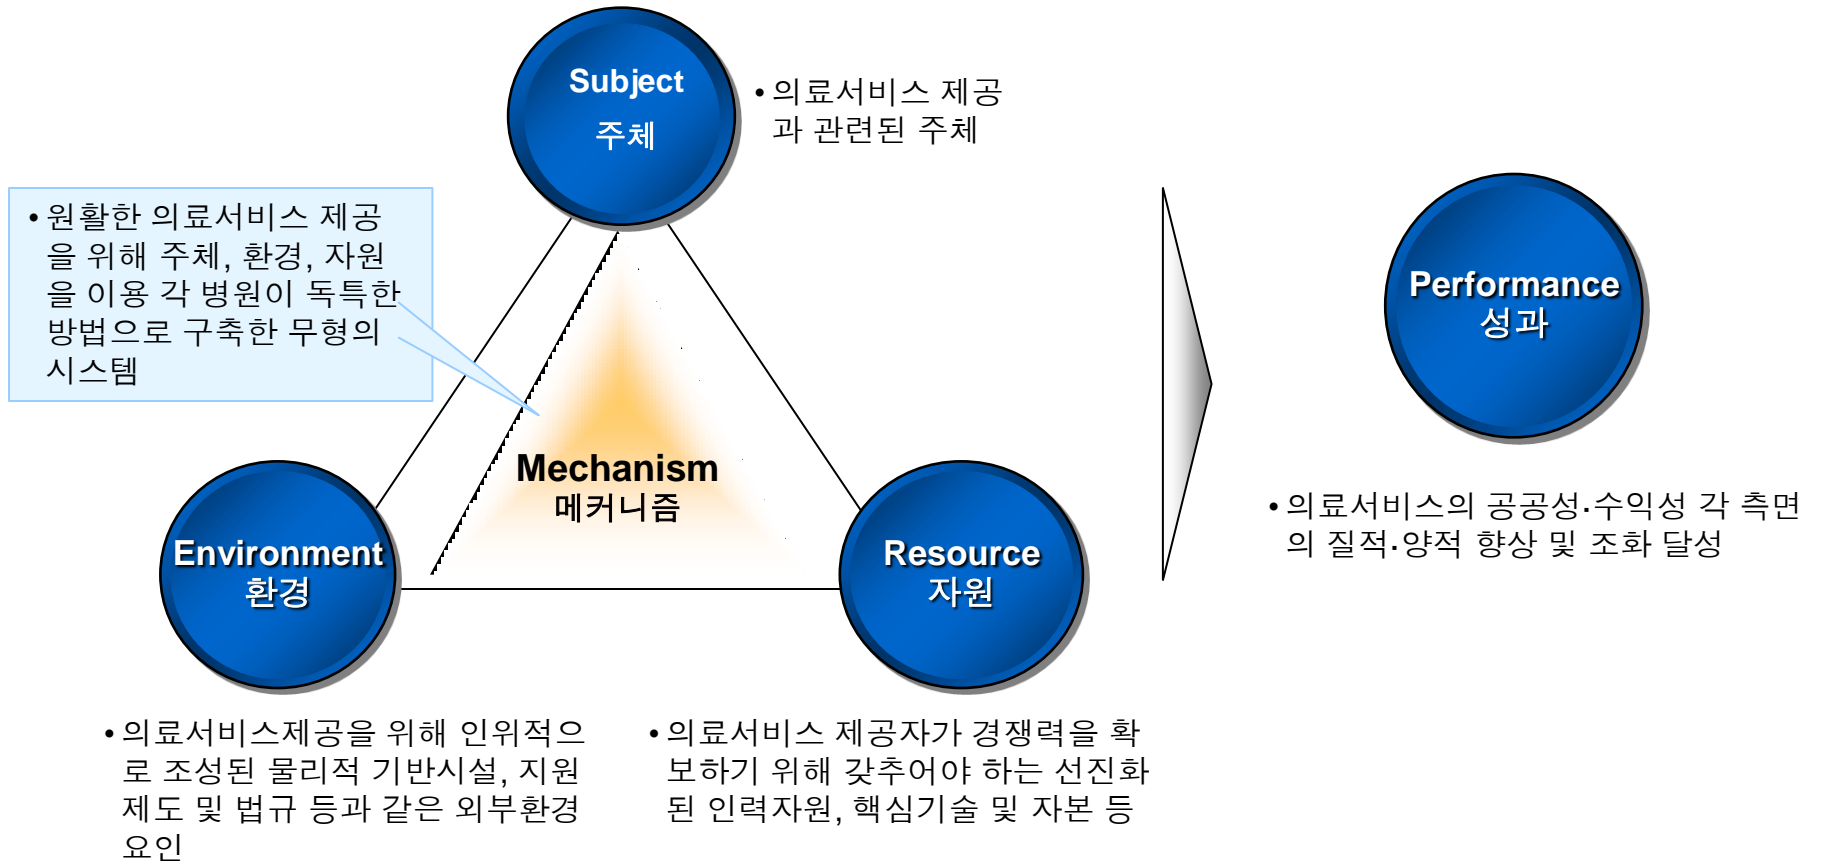 Subject
주체
• 의료서비스 제공
과 관련된 주체
• 원활한 의료서비스 제공
을 위해 주체, 환경, 자원
을 이용 각 병원이 독특한
방법으로 구축한 무형의
시스템
Mechanism
메커니즘
Environment
환경
Resource
자원
• 의료서비스제공을 위해 인위적으
로 조성된 물리적 기반시설, 지원
제도 및 법규 등과 같은 외부환경
요인
• 의료서비스 제공자가 경쟁력을 확
보하기 위해 갖추어야 하는 선진화
된 인력자원, 핵심기술 및 자본 등
Performance
성과
• 의료서비스의 공공성·수익성 각 측면
의 질적·양적 향상 및 조화 달성